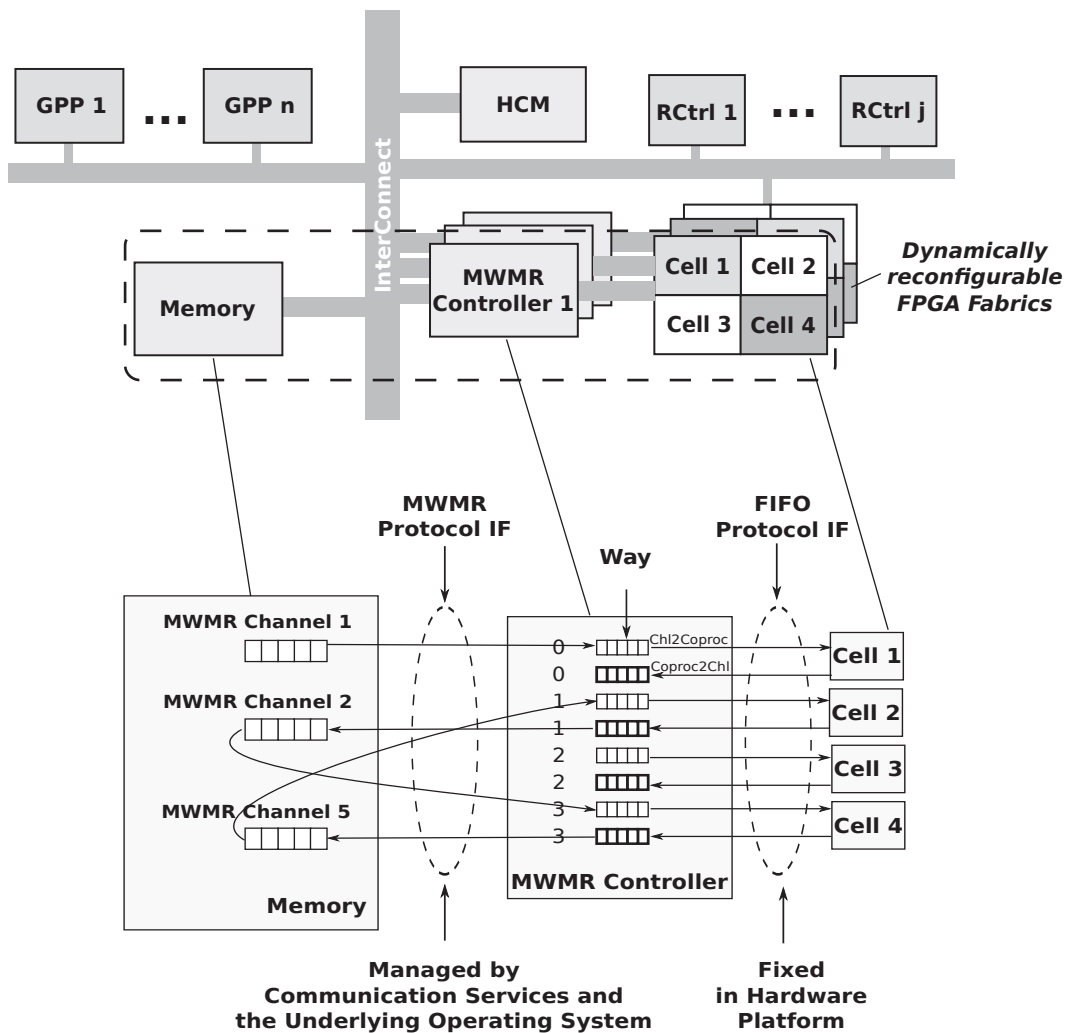 GPP 1
...
GPP n
HCM
RCtrl 1
...
RCtrl j
InterConnect
Memory
MWMR
Controller 1
Cell 1
Cell 2
Cell 3
Cell 4
Dynamically
reconfigurable
FPGA Fabrics
MWMR
Protocol IF
FIFO
Protocol IF
Way
MWMR Channel 1
MWMR Channel 2
MWMR Channel 5
Memory
0
0
1
1
2
2
3
3
Chl2Coproc
Coproc2Chl
MWMR Controller
Cell 1
Cell 2
Cell 3
Cell 4
Managed by
Communication Services and
the Underlying Operating System
Fixed
in Hardware
Platform